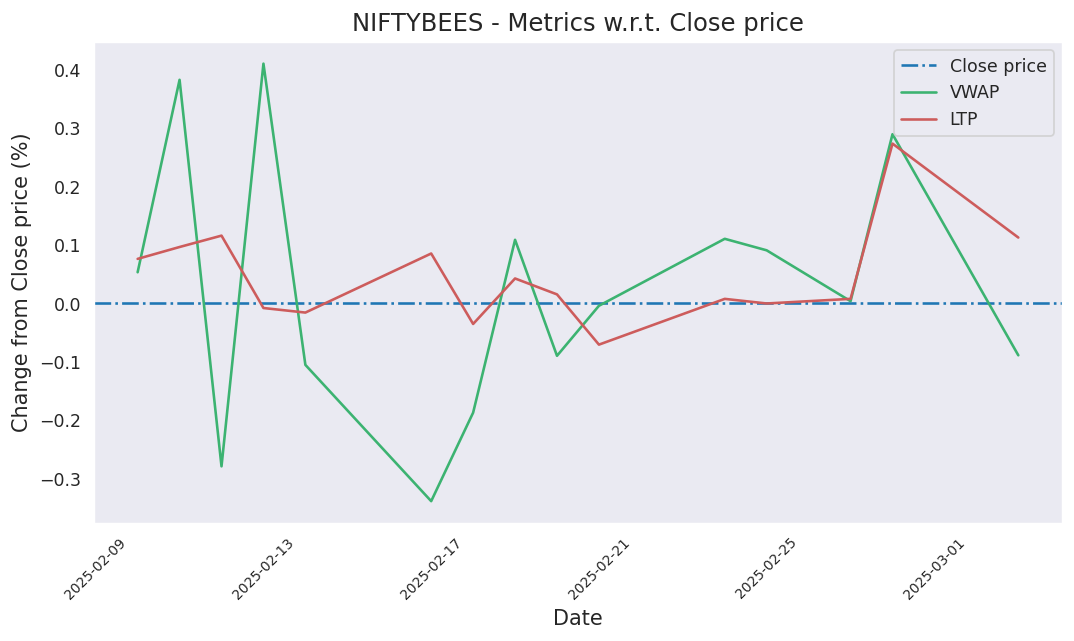 NIFTYBEES - Metrics w.r.t. Close price
Change from Close price (%)
0.4
0.3
0.2
0.1
0.0
−0.1
−0.2
−0.3
Close price
VWAP
LTP
2025-02-09
2025-02-13
2025-02-17
2025-02-21
2025-02-25
2025-03-01
Date